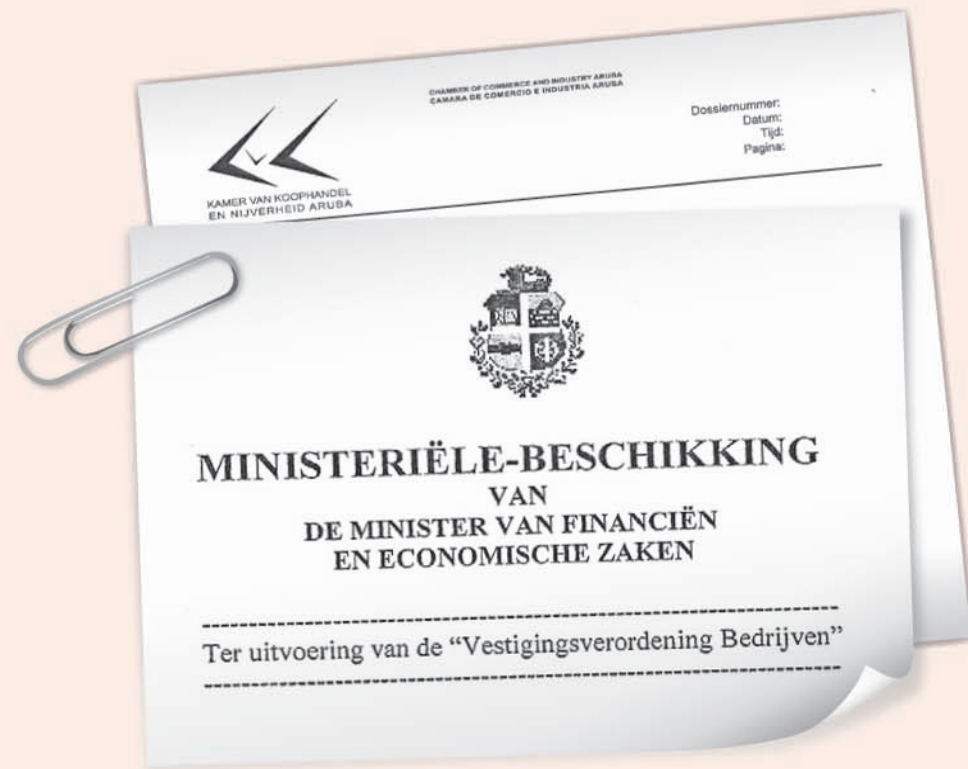 CHAMBER OF COMMERCE AND INDUSTRY ARUBA
CAMARA DE COMERCIO E INDUSTRIA ARUBA
Dossiernummer:
Datum:
Tijd:
Pagina:
KAMER VAN KOOPHANDEL
EN NIJVERHEID ARUBA
MINISTERIËLE-BESCHIKKING
VAN
DE MINISTER VAN FINANCIËN
EN ECONOMISCHE ZAKEN
Ter uitvoering van de “Vestigingsverordening Bedrijven”